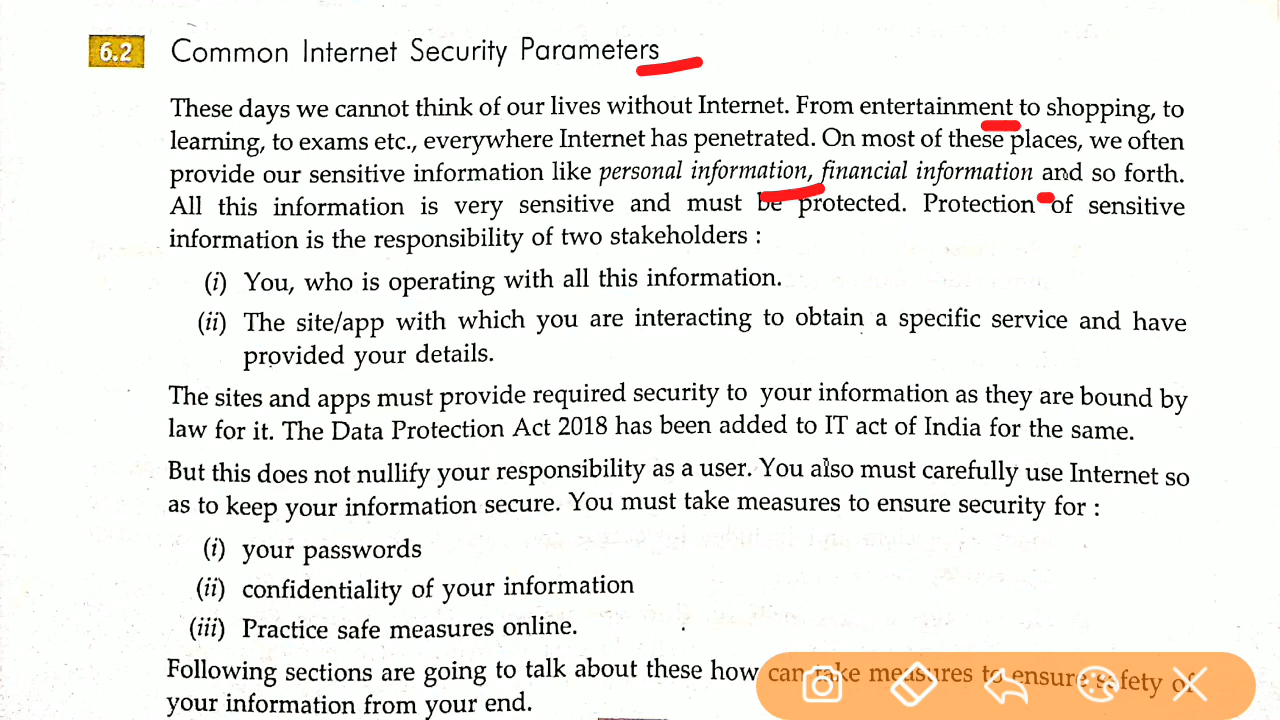 6.2 Common Internet Security Parameters
These days we cannot think of our lives without Internet. From entertainment to shopping, to
learning, to exams etc., everywhere Internet has penetrated. On most of these places, we often
provide our sensitive information like personal information, financial information and so forth.
All this information is very sensitive and must be protected. Protection of sensitive
information is the responsibility of two stakeholders :
(i) You, who is operating with all this information.
(ii) The site/app with which you are interacting to obtain a specific service and have
provided your details.
The sites and apps must provide required security to your information as they are bound by
law for it. The Data Protection Act 2018 has been added to IT act of India for the same.
But this does not nullify your responsibility as a user. You also must carefully use Internet so
as to keep your information secure. You must take measures to ensure security for :
(i) your passwords
(ii) confidentiality of your information
(iii) Practice safe measures online.
Following sections are going to talk about these how can take measures to ensure safety of
your information from your end.